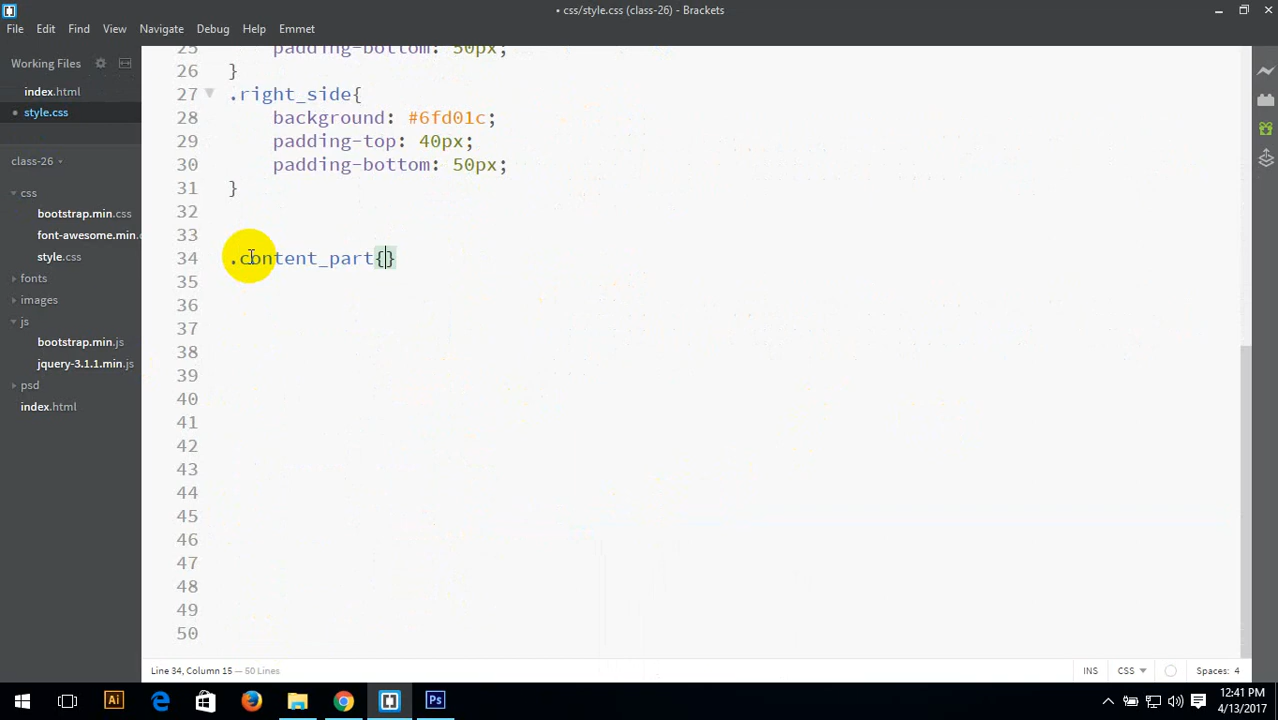 • css/style.css (class-26) - Brackets
File Edit Find View Navigate Debug Help Emmet
Working Files
index.html
• style.css
class-26
css
bootstrap.min.css
font-awesome.min.c
style.css
fonts
images
js
bootstrap.min.js
jquery-3.1.1.min.js
psd
index.html
25 padding-bottom: 50px;
26 }
27 .right_side{
28 background: #6fd01c;
29 padding-top: 40px;
30 padding-bottom: 50px;
31 }
32
33
34 .content_part{}
35
36
37
38
39
40
41
42
43
44
45
46
47
48
49
50
Line 34, Column 15 — 50 Lines
INS CSS Spaces: 4
Ai Ps
12:41 PM
4/13/2017